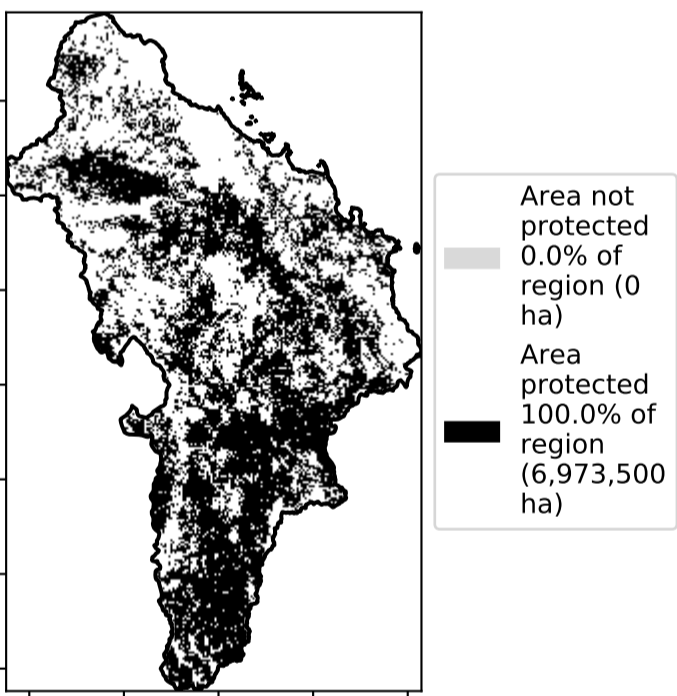 Area not
protected
0.0% of
region (0
ha)
Area
protected
100.0% of
region
(6,973,500
ha)